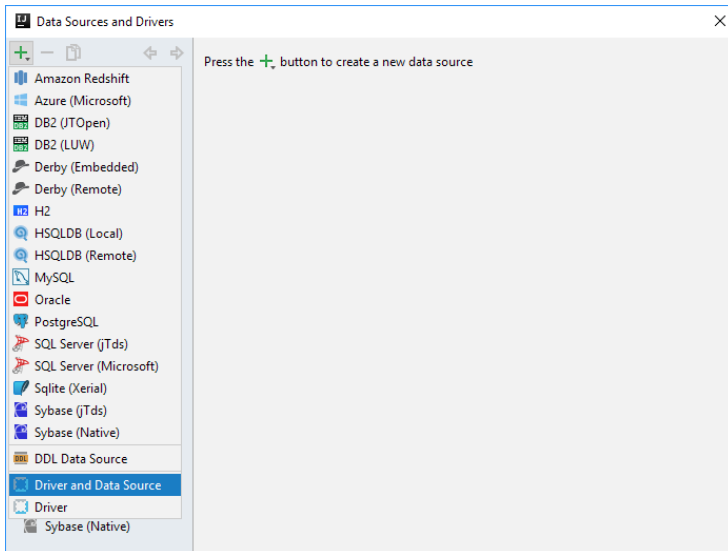 Data Sources and Drivers
Press the + button to create a new data source
Amazon Redshift
Azure (Microsoft)
DB2 (JTOpen)
DB2 (LUW)
Derby (Embedded)
Derby (Remote)
H2 H2
HSQLDB (Local)
HSQLDB (Remote)
MySQL
Oracle
PostgreSQL
SQL Server (jTds)
SQL Server (Microsoft)
Sqlite (Xerial)
Sybase (jTds)
Sybase (Native)
DDL DDL Data Source
Driver and Data Source
Driver
Sybase (Native)